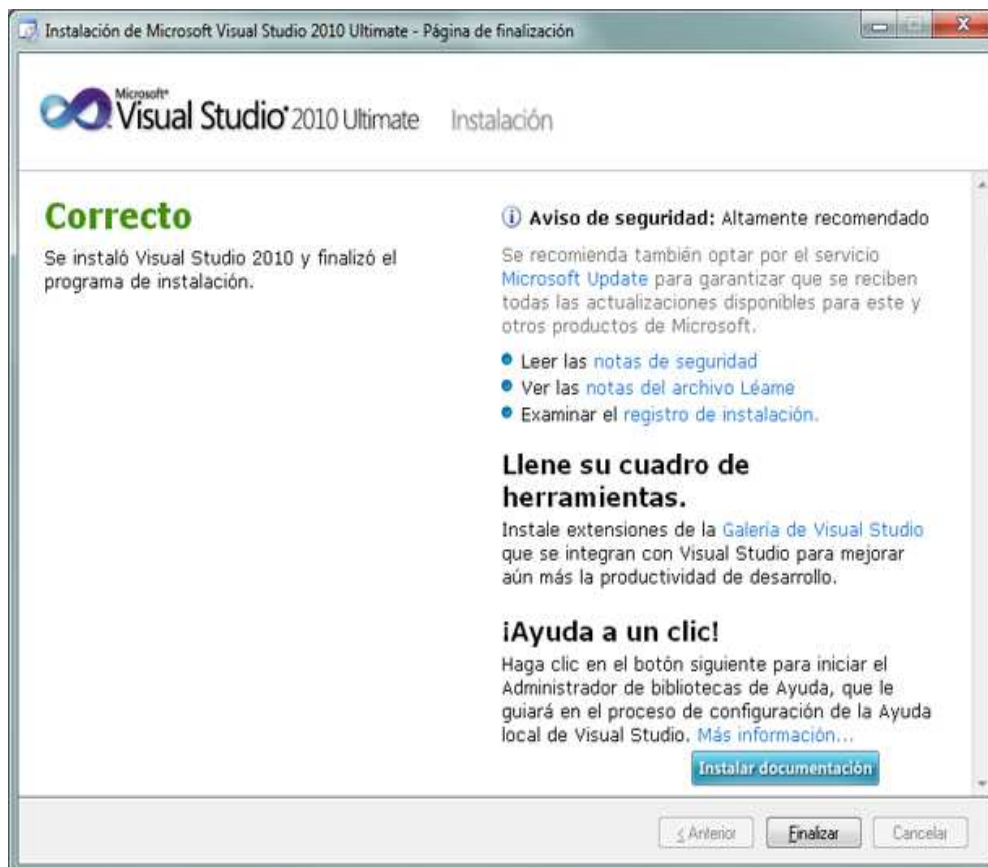 Instalación de Microsoft Visual Studio 2010 Ultimate - Página de finalización
Microsoft®
Visual Studio® 2010 Ultimate Instalación
Correcto
Se instaló Visual Studio 2010 y finalizó el
programa de instalación.
Aviso de seguridad: Altamente recomendado
Se recomienda también optar por el servicio
Microsoft Update para garantizar que se reciben
todas las actualizaciones disponibles para este y
otros productos de Microsoft.
Leer las notas de seguridad
Ver las notas del archivo Léame
Examinar el registro de instalación.
Llene su cuadro de
herramientas.
Instale extensiones de la Galería de Visual Studio
que se integran con Visual Studio para mejorar
aún más la productividad de desarrollo.
¡Ayuda a un clic!
Haga clic en el botón siguiente para iniciar el
Administrador de bibliotecas de Ayuda, que le
guiará en el proceso de configuración de la Ayuda
local de Visual Studio. Más información...
Instalar documentación
< Anterior Finalizar Cancelar